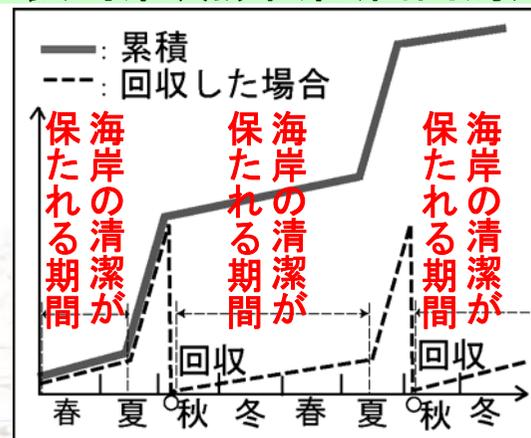 ：累積
：回収した場合
海岸の清潔が
保たれる期間
海岸の清潔が
保たれる期間
海岸の清潔が
保たれる期間
回収
回収
春 夏 秋 冬 春 夏 秋 冬